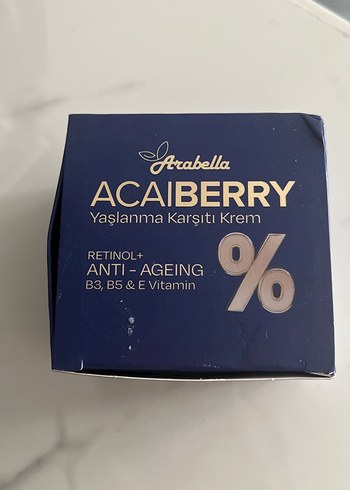 Arabella
ACAIBERRY
Yaşlanma Karşıtı Krem
RETINOL+
ANTI - AGEING
B3, B5 & E Vitamin
%